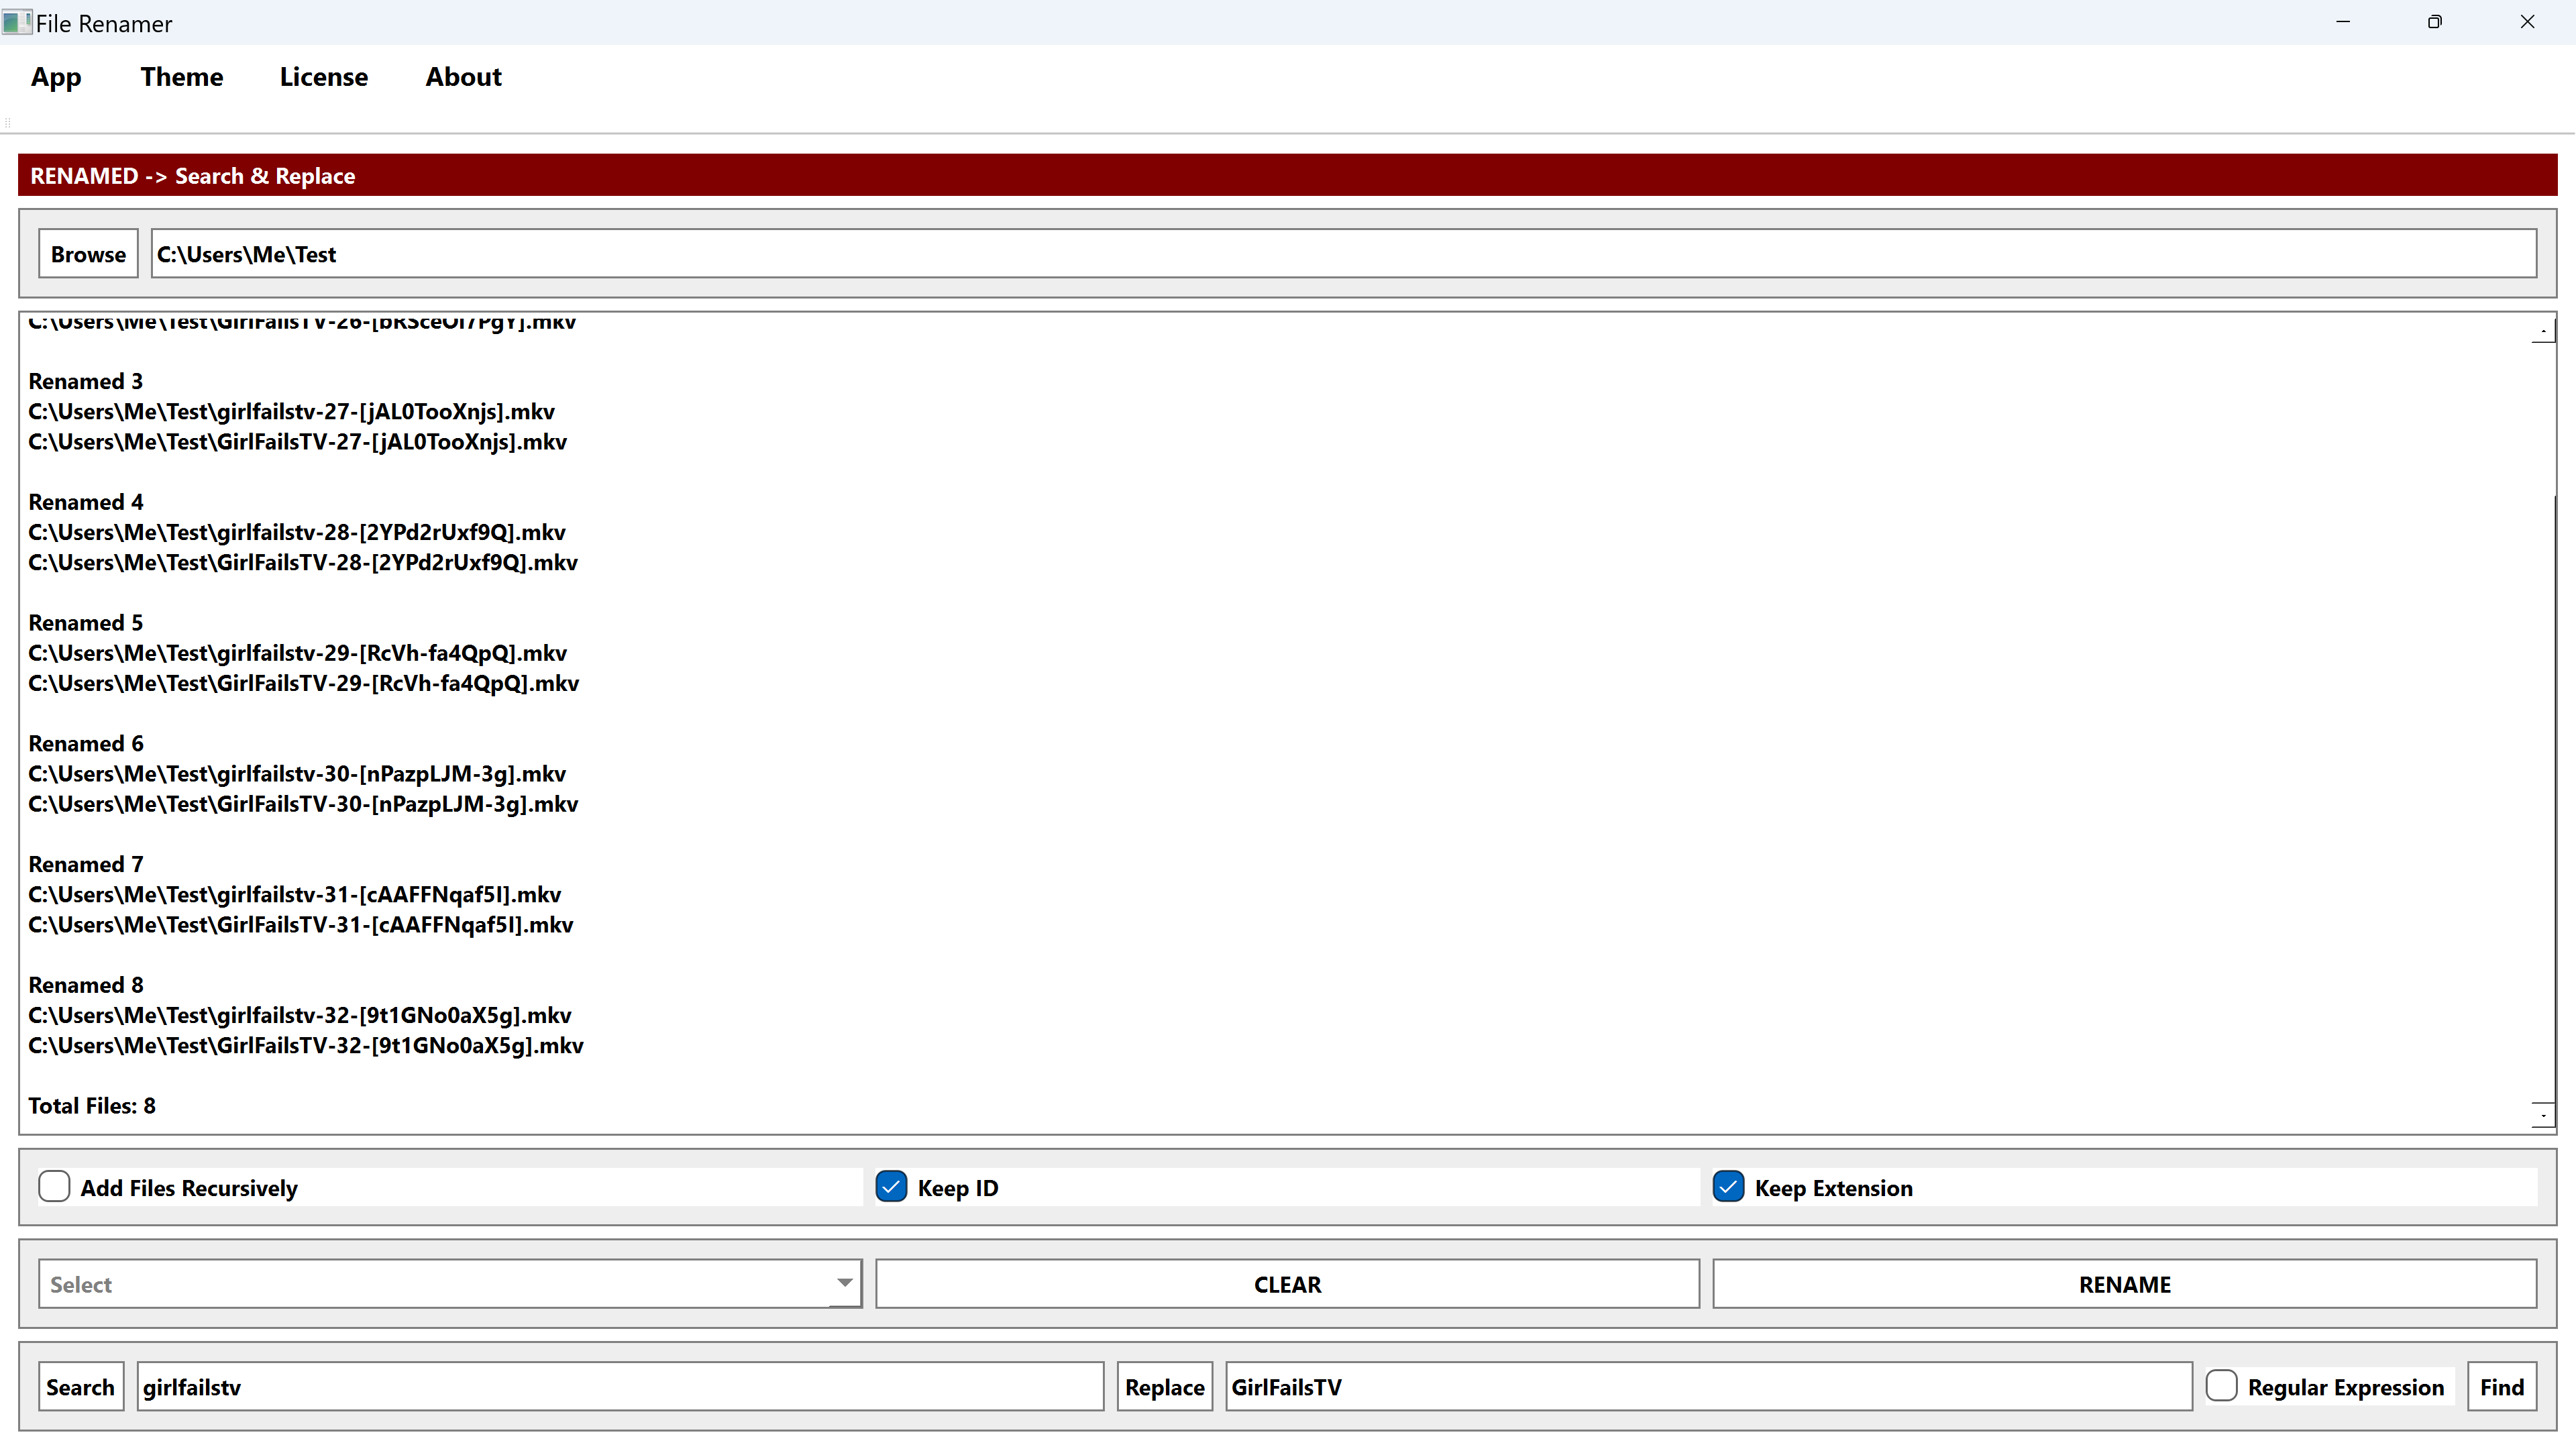 File Renamer
App Theme License About
RENAMED -> Search & Replace
Browse C:\Users\Me\Test
C:\Users\Me\Test\GirlFailsTV-26-[bRSceOI7PgY].mkv
Renamed 3
C:\Users\Me\Test\girlfailstv-27-[jAL0TooXnjs].mkv
C:\Users\Me\Test\GirlFailsTV-27-[jAL0TooXnjs].mkv
Renamed 4
C:\Users\Me\Test\girlfailstv-28-[2YPd2rUxf9Q].mkv
C:\Users\Me\Test\GirlFailsTV-28-[2YPd2rUxf9Q].mkv
Renamed 5
C:\Users\Me\Test\girlfailstv-29-[RcVh-fa4QpQ].mkv
C:\Users\Me\Test\GirlFailsTV-29-[RcVh-fa4QpQ].mkv
Renamed 6
C:\Users\Me\Test\girlfailstv-30-[nPazpLJM-3g].mkv
C:\Users\Me\Test\GirlFailsTV-30-[nPazpLJM-3g].mkv
Renamed 7
C:\Users\Me\Test\girlfailstv-31-[cAAFFNqaf5I].mkv
C:\Users\Me\Test\GirlFailsTV-31-[cAAFFNqaf5I].mkv
Renamed 8
C:\Users\Me\Test\girlfailstv-32-[9t1GNo0aX5g].mkv
C:\Users\Me\Test\GirlFailsTV-32-[9t1GNo0aX5g].mkv
Total Files: 8
Add Files Recursively Keep ID Keep Extension
Select CLEAR RENAME
Search girlfailstv Replace GirlFailsTV Regular Expression Find